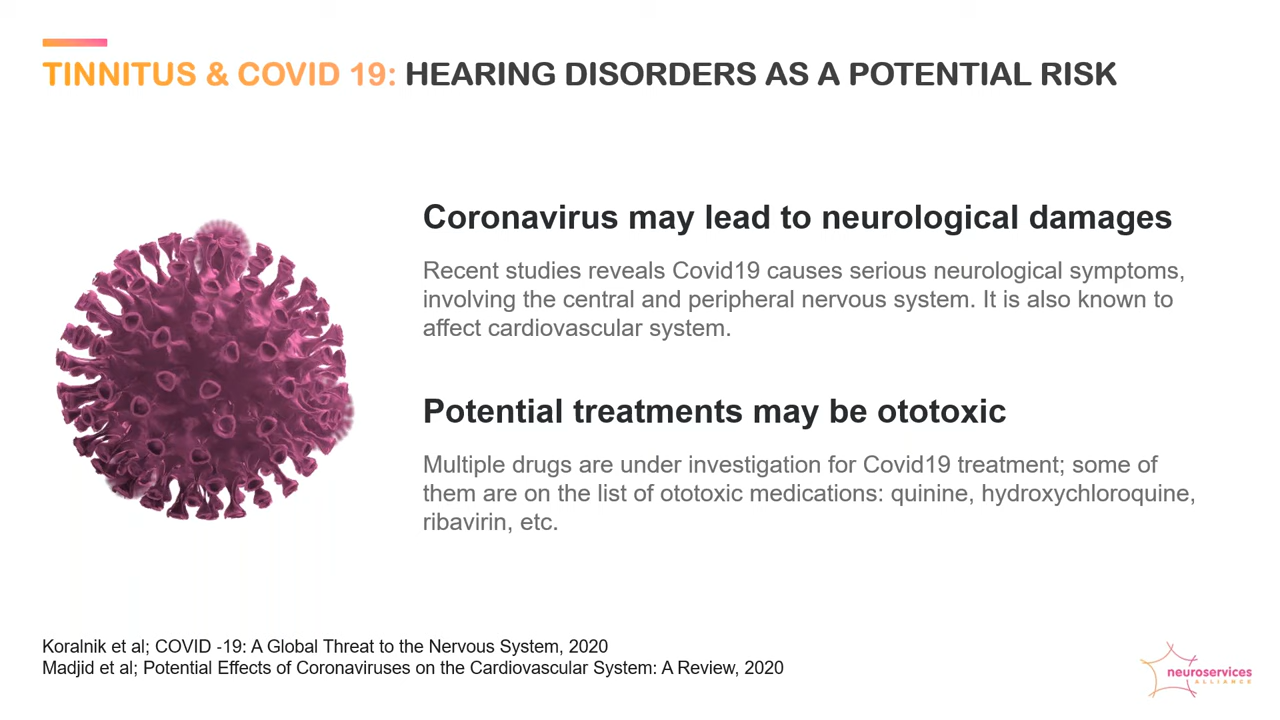 TINNITUS & COVID 19: HEARING DISORDERS AS A POTENTIAL RISK
Coronavirus may lead to neurological damages
Recent studies reveals Covid19 causes serious neurological symptoms,
involving the central and peripheral nervous system. It is also known to
affect cardiovascular system.
Potential treatments may be ototoxic
Multiple drugs are under investigation for Covid19 treatment; some of
them are on the list of ototoxic medications: quinine, hydroxychloroquine,
ribavirin, etc.
Koralnik et al; COVID -19: A Global Threat to the Nervous System, 2020
Madjid et al; Potential Effects of Coronaviruses on the Cardiovascular System: A Review, 2020
neuroservices
ALLIANCE